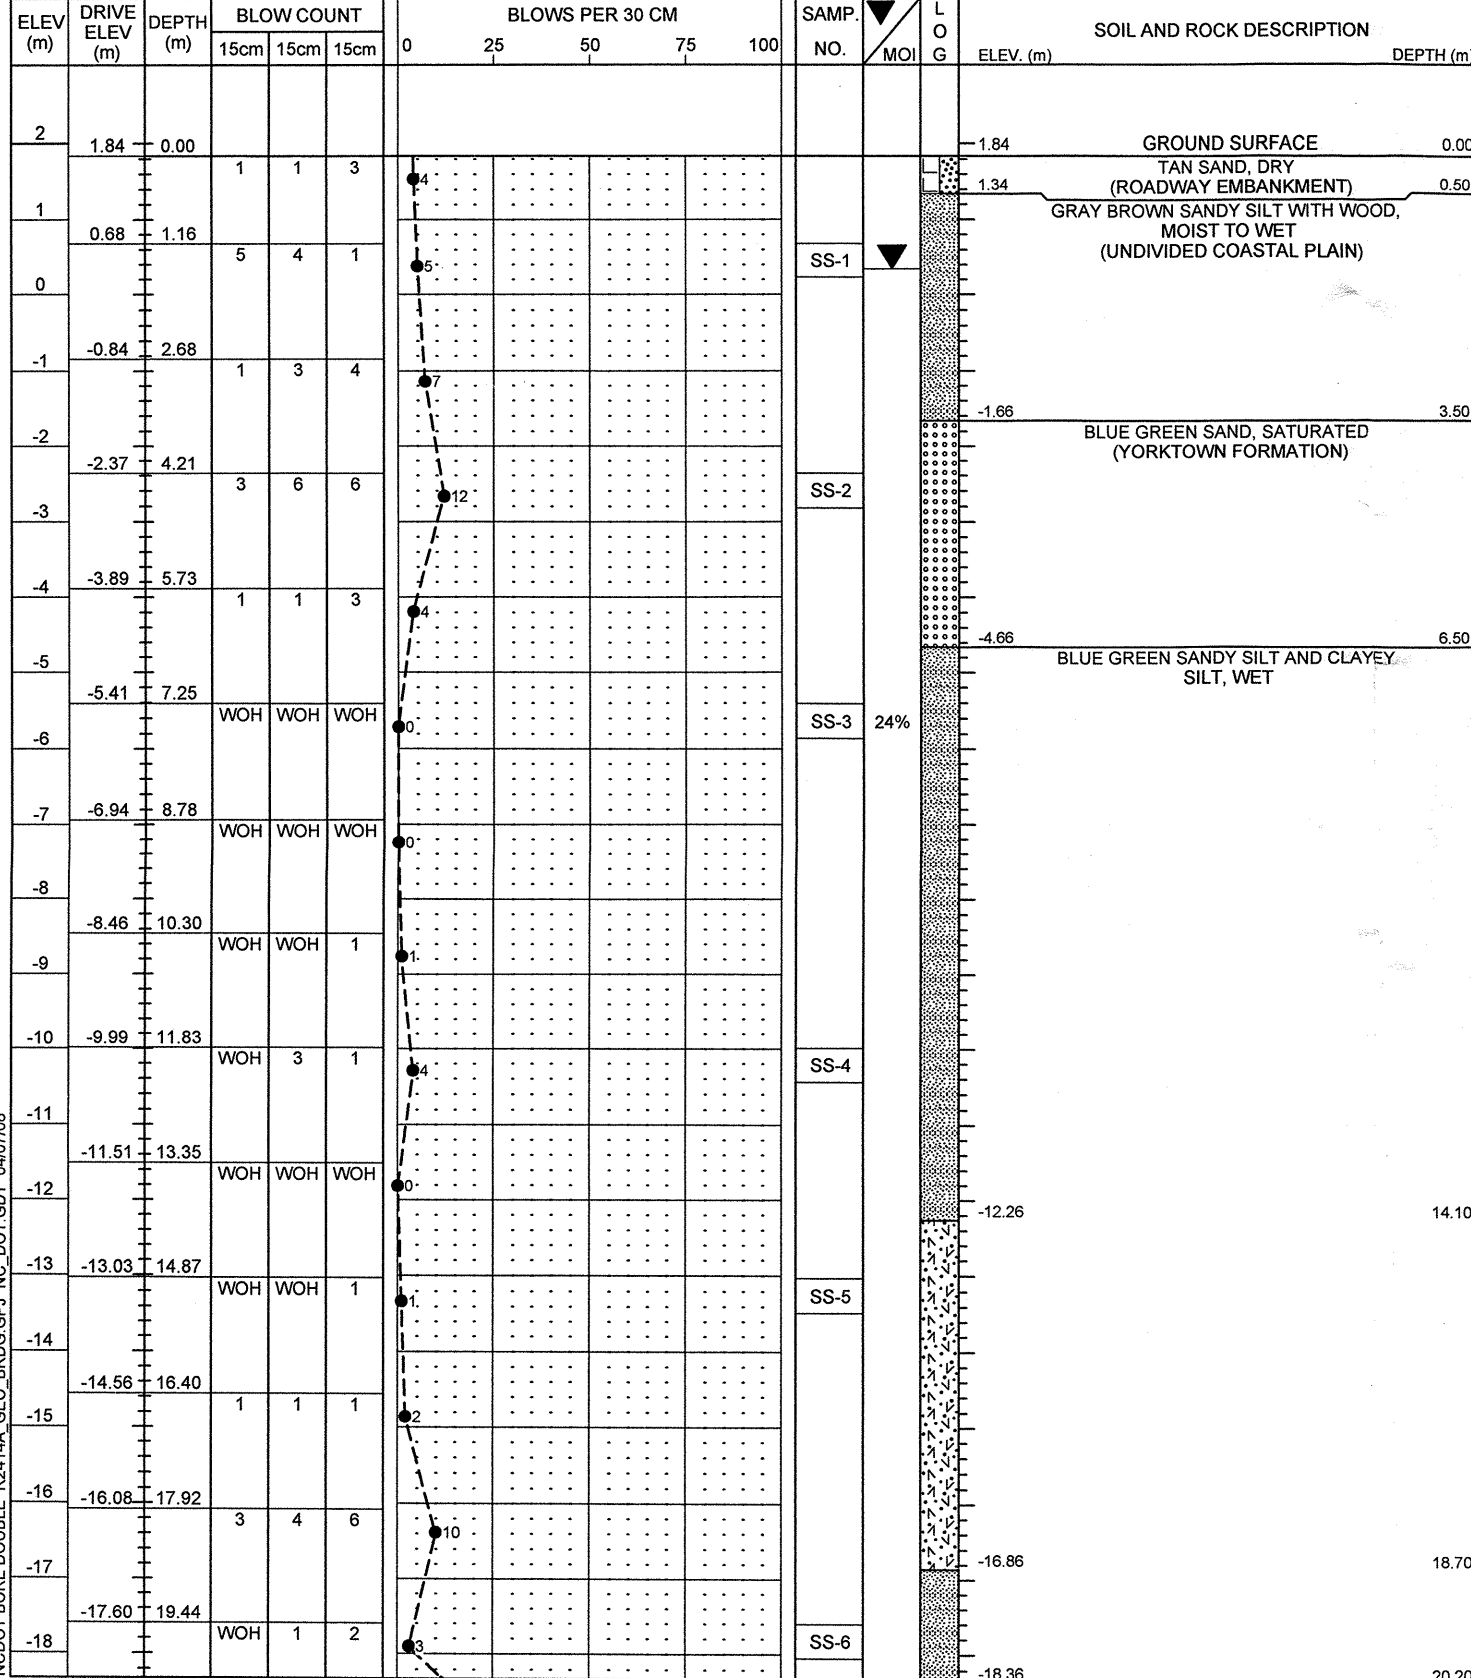 ELEV (m) DRIVE ELEV (m) DEPTH (m) BLOW COUNT BLOWS PER 30 CM SAMP. NO. MOI LOG SOIL AND ROCK DESCRIPTION
15cm 15cm 15cm 0 25 50 75 100 ELEV. (m) DEPTH (m)
2
1.84 0.00 1.84 GROUND SURFACE 0.00
1 1 3 4 TAN SAND, DRY
1.34 (ROADWAY EMBANKMENT) 0.50
1 GRAY BROWN SANDY SILT WITH WOOD,
0.68 1.16 MOIST TO WET
5 4 1 5 SS-1 (UNDIVIDED COASTAL PLAIN)
0
-0.84 2.68
-1 1 3 4 7
-1.66 3.50
-2 BLUE GREEN SAND, SATURATED
(YORKTOWN FORMATION)
-2.37 4.21
3 6 6 12 SS-2
-3
-3.89 5.73
-4 1 1 3 4
-4.66 6.50
-5 BLUE GREEN SANDY SILT AND CLAYEY
SILT, WET
-5.41 7.25
WOH WOH WOH 0 SS-3 24%
-6
-6.94 8.78
-7
WOH WOH WOH 0
-8
-8.46 10.30
WOH WOH 1 1
-9
-9.99 11.83
-10
WOH 3 1 4 SS-4
-11
-11.51 13.35
WOH WOH WOH 0
-12
-12.26 14.10
-13
-13.03 14.87
WOH WOH 1 1 SS-5
-14
-14.56 16.40
1 1 1 2
-15
-16
-16.08 17.92
3 4 6 10
-16.86 18.70
-17
-17.60 19.44
WOH 1 2 3 SS-6
-18
-18.36 20.20